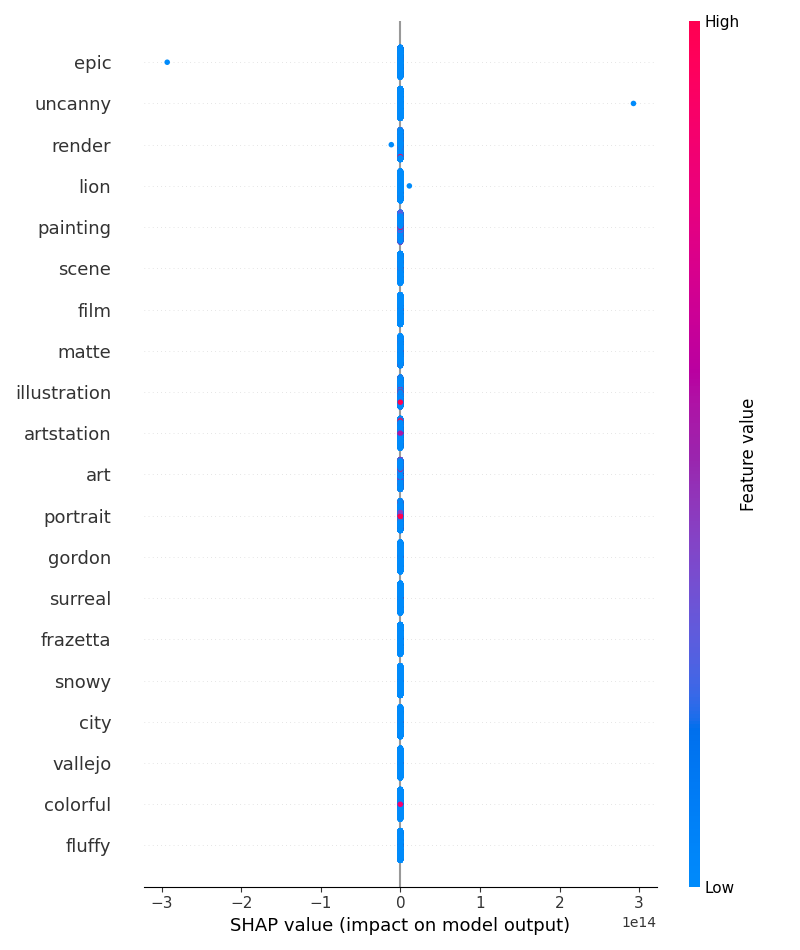 High
epic
uncanny
render
lion
painting
scene
film
matte
illustration
artstation
art
portrait
gordon
surreal
frazetta
snowy
city
vallejo
colorful
fluffy
Feature value
Low
−3 −2 −1 0 1 2 3
1e14
SHAP value (impact on model output)